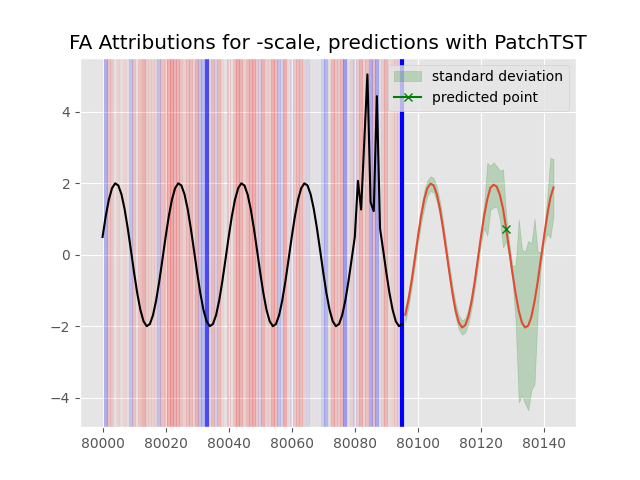 FA Attributions for -scale, predictions with PatchTST
standard deviation
predicted point
4
2
0
−2
−4
80000 80020 80040 80060 80080 80100 80120 80140